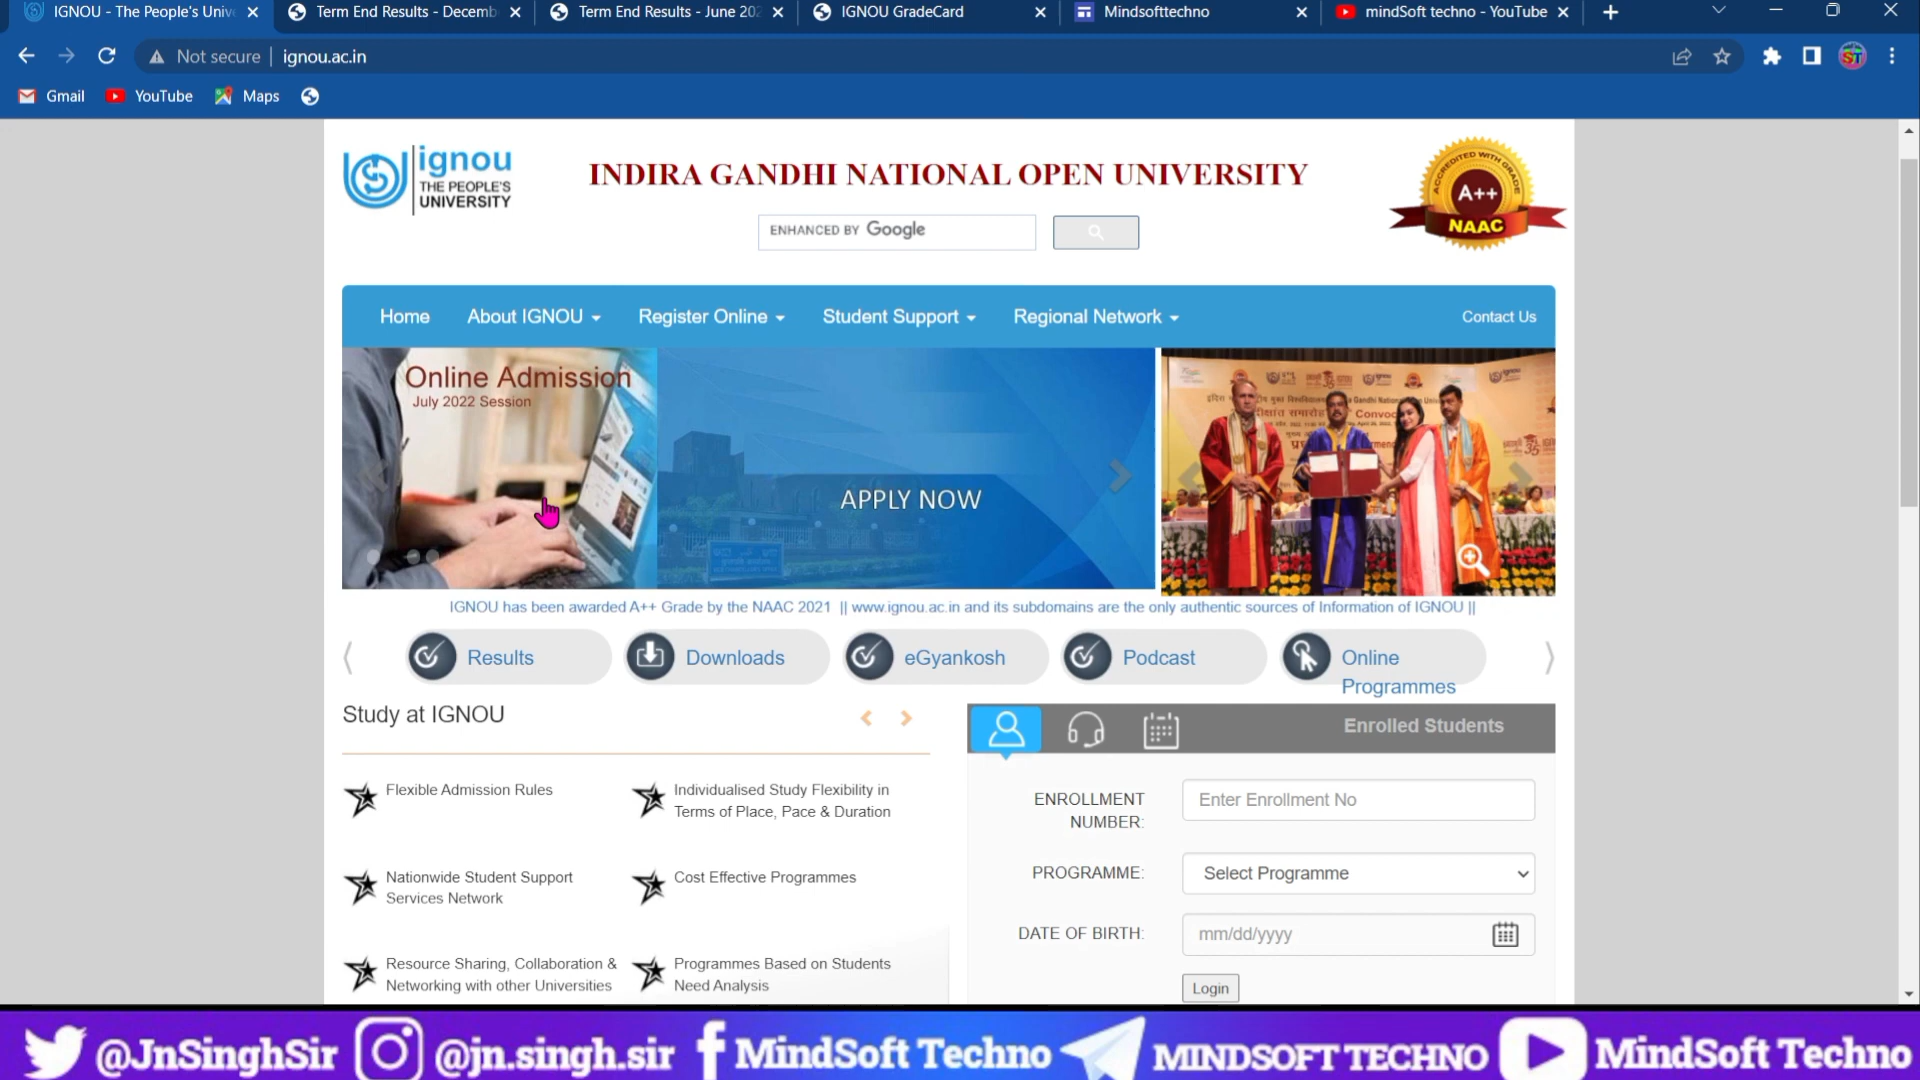 IGNOU - The People's Univ
Term End Results - Decemb
Term End Results - June 202
IGNOU GradeCard
Mindsofttechno
mindSoft techno - YouTube
Not secure
ignou.ac.in
ST
Gmail
YouTube
Maps
ignou
THE PEOPLE'S
UNIVERSITY
INDIRA GANDHI NATIONAL OPEN UNIVERSITY
ENHANCED BY Google
ACCREDITED WITH GRADE
A++
NAAC
Home
About IGNOU
Register Online
Student Support
Regional Network
Contact Us
Online Admission
July 2022 Session
APPLY NOW
IGNOU has been awarded A++ Grade by the NAAC 2021 || www.ignou.ac.in and its subdomains are the only authentic sources of Information of IGNOU ||
Results
Downloads
eGyankosh
Podcast
Online
Programmes
Study at IGNOU
Enrolled Students
Flexible Admission Rules
Individualised Study Flexibility in
Terms of Place, Pace & Duration
Nationwide Student Support
Services Network
Cost Effective Programmes
Resource Sharing, Collaboration &
Networking with other Universities
Programmes Based on Students
Need Analysis
ENROLLMENT
NUMBER:
Enter Enrollment No
PROGRAMME:
Select Programme
DATE OF BIRTH:
mm/dd/yyyy
Login
@JnSinghSir
@jn.singh.sir
MindSoft Techno
MINDSOFT TECHNO
MindSoft Techno